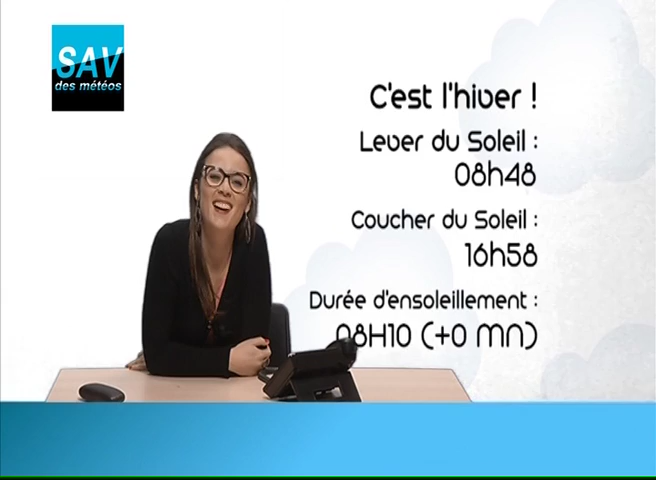 SAV
des météos
C'est l'hiver !
Lever du Soleil :
08h48
Coucher du Soleil :
16h58
Durée d'ensoleillement :
08H10 (+0 MN)